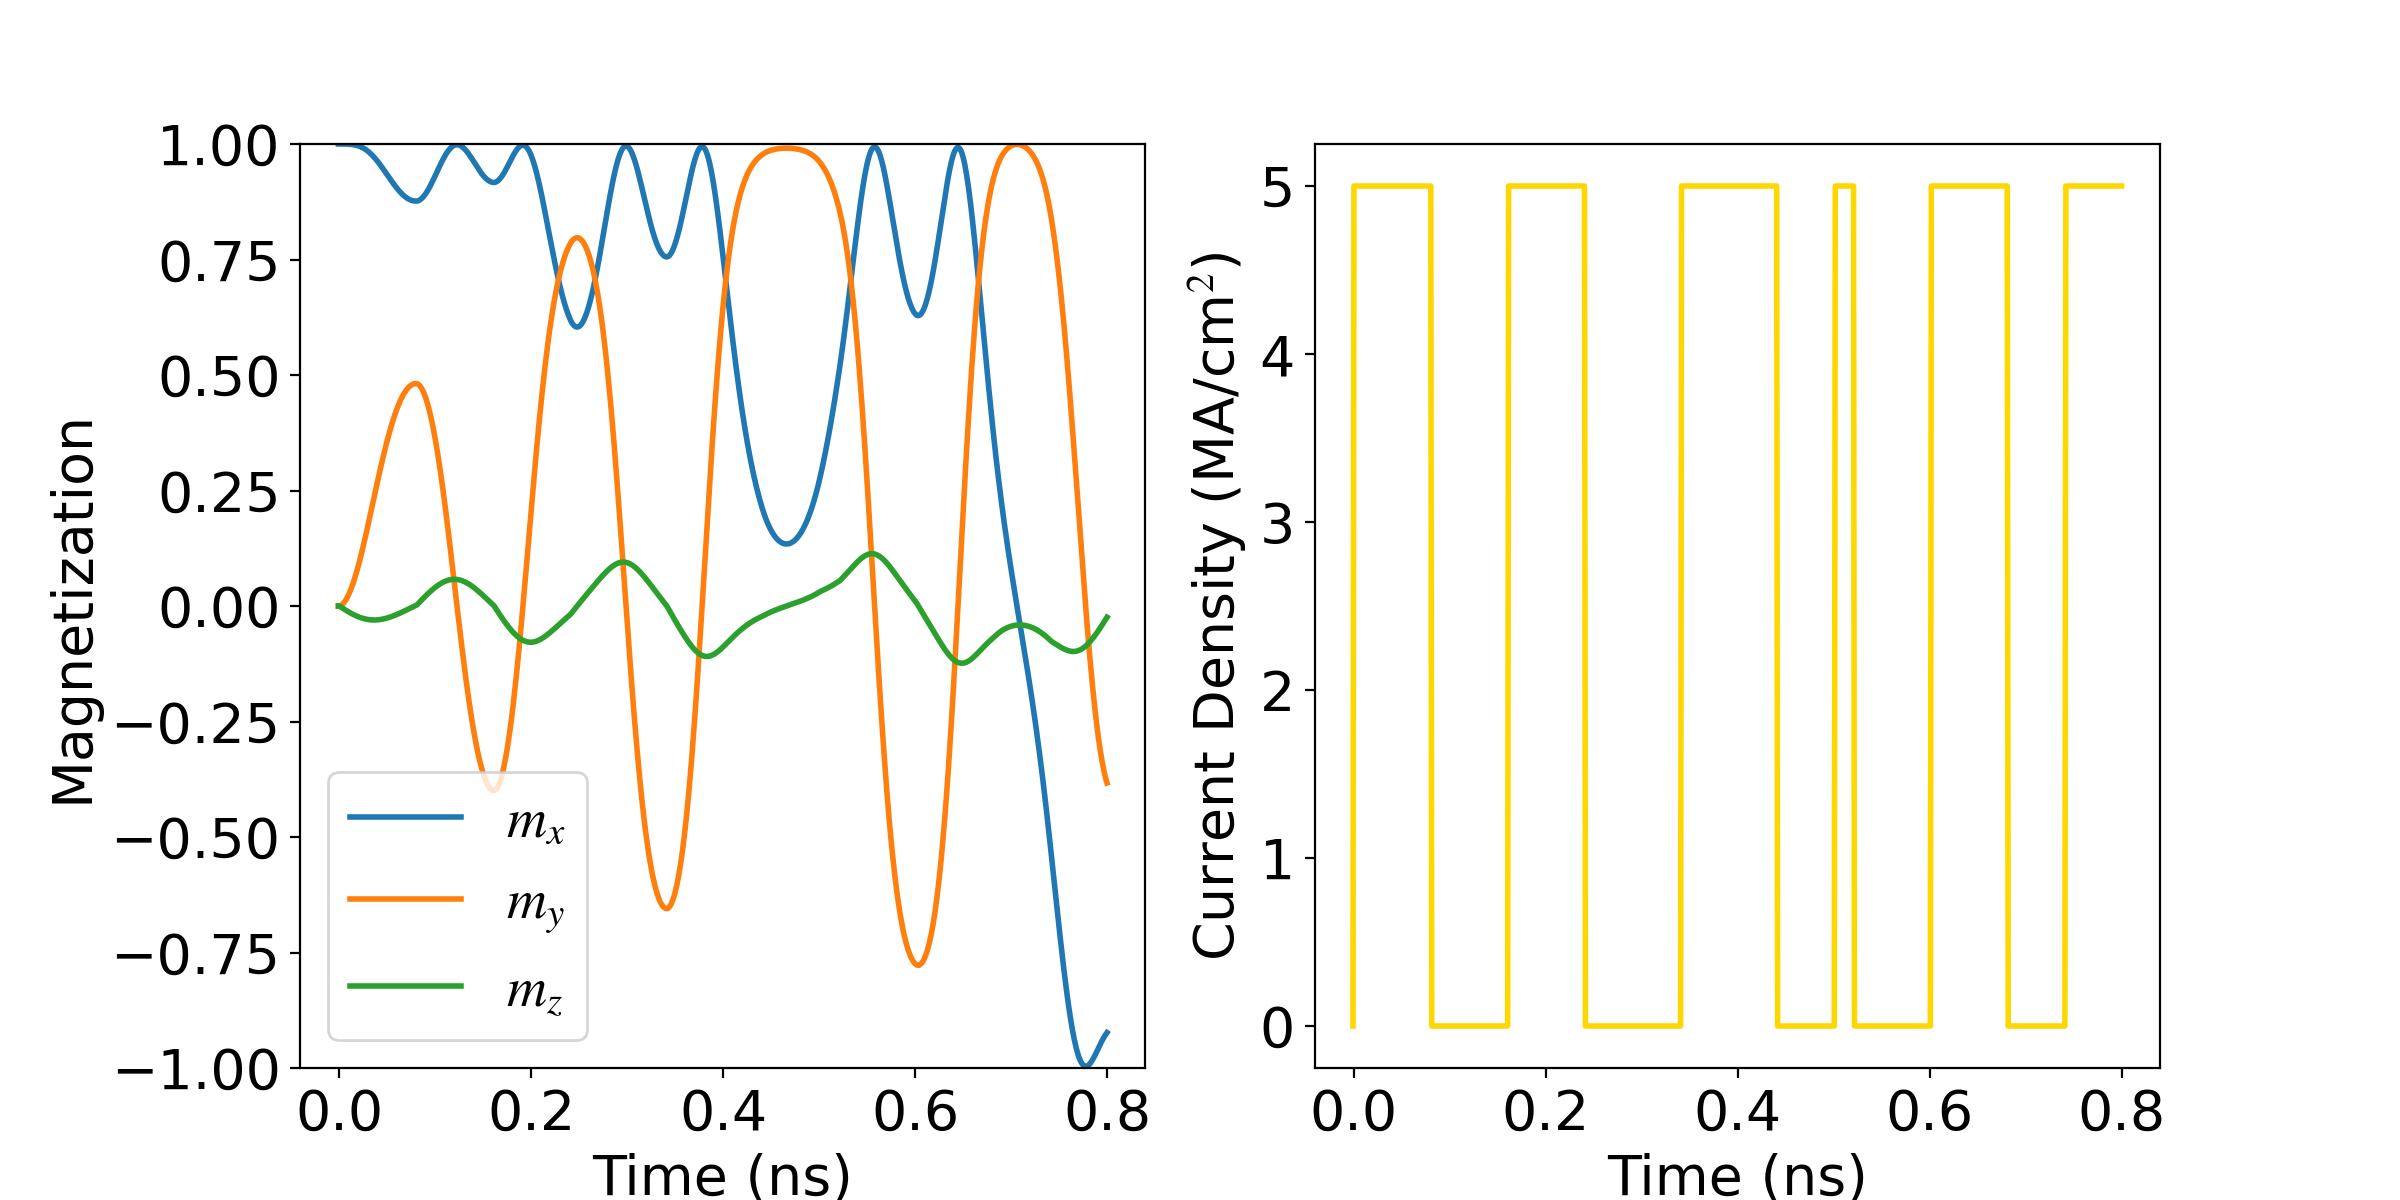 Magnetization
1.00
0.75
0.50
0.25
0.00
−0.25
−0.50
−0.75
−1.00
m_x
m_y
m_z
0.0 0.2 0.4 0.6 0.8
Time (ns)
Current Density (MA/cm²)
5
4
3
2
1
0
0.0 0.2 0.4 0.6 0.8
Time (ns)